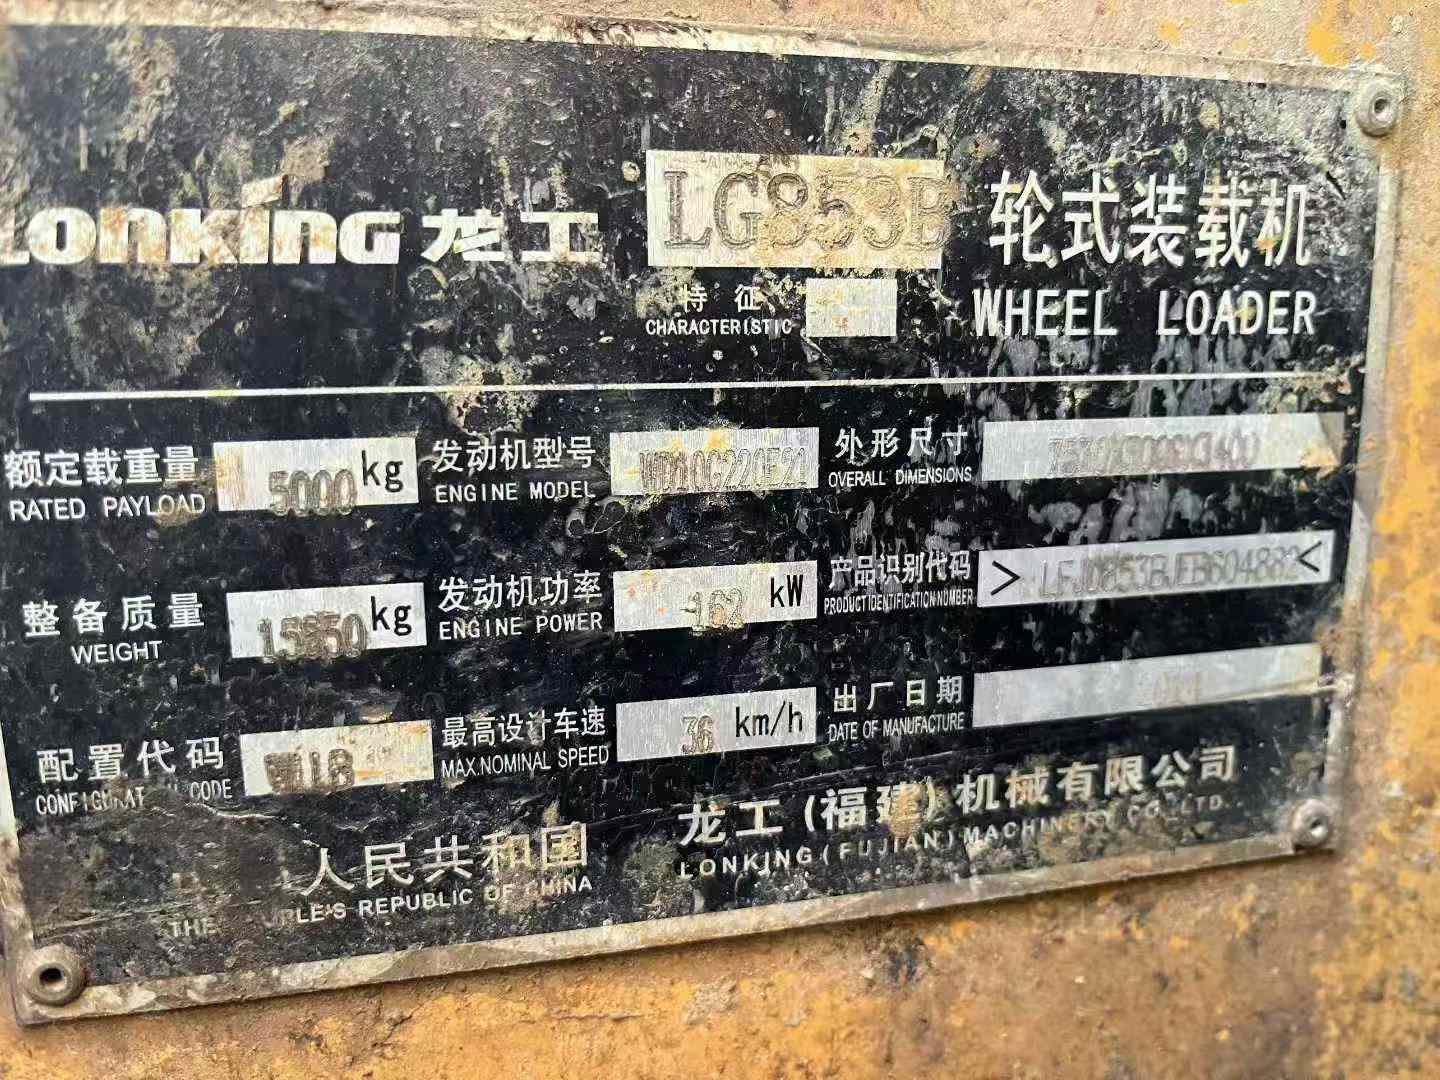 LONKING 龙工 LG853B 轮式装载机
特征
CHARACTERISTIC WHEEL LOADER
额定载重量 5000 kg 发动机型号 WD10G220E21 外形尺寸
RATED PAYLOAD ENGINE MODEL OVERALL DIMENSIONS
整备质量 kg 发动机功率 162 kW 产品识别代码 > <
WEIGHT ENGINE POWER PRODUCT IDENTIFICATION NUMBER
配置代码 最高设计车速 36 km/h 出厂日期
CODE MAX.NOMINAL SPEED DATE OF MANUFACTURE
人民共和国 龙工(福建)机械有限公司
THE REPUBLIC OF CHINA LONKING(FUJIAN)MACHINERY CO.,LTD.